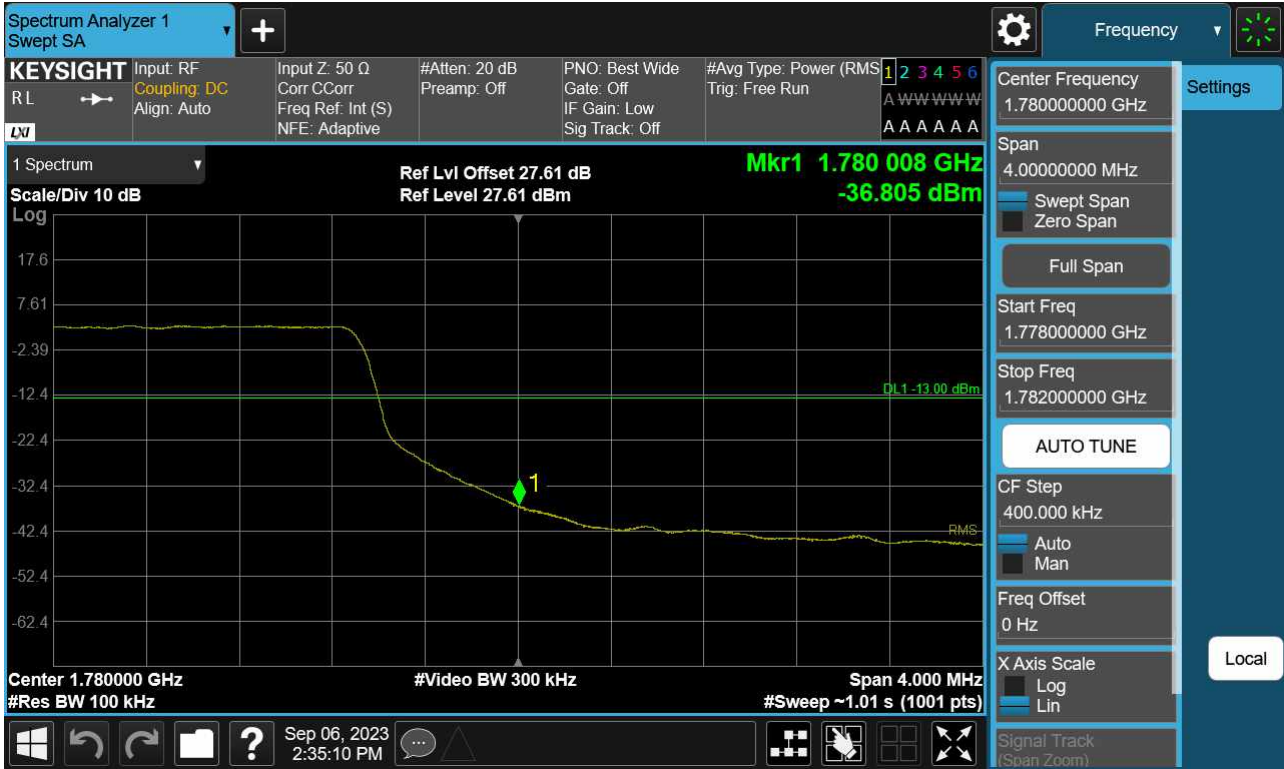 Spectrum Analyzer 1
Swept SA
Frequency
KEYSIGHT
R L
LXI
Input: RF
Coupling: DC
Align: Auto
Input Z: 50 Ω
Corr CCorr
Freq Ref: Int (S)
NFE: Adaptive
#Atten: 20 dB
Preamp: Off
PNO: Best Wide
Gate: Off
IF Gain: Low
Sig Track: Off
#Avg Type: Power (RMS
Trig: Free Run
1 2 3 4 5 6
A W W W W W
A A A A A A
1 Spectrum
Scale/Div 10 dB
Log
Ref Lvl Offset 27.61 dB
Ref Level 27.61 dBm
Mkr1 1.780 008 GHz
-36.805 dBm
17.6
7.61
-2.39
-12.4
-22.4
-32.4
-42.4
-52.4
-62.4
DL1 -13.00 dBm
1
RMS
Center 1.780000 GHz
#Res BW 100 kHz
#Video BW 300 kHz
Span 4.000 MHz
#Sweep ~1.01 s (1001 pts)
Center Frequency
1.780000000 GHz
Span
4.00000000 MHz
Swept Span
Zero Span
Full Span
Start Freq
1.778000000 GHz
Stop Freq
1.782000000 GHz
AUTO TUNE
CF Step
400.000 kHz
Auto
Man
Freq Offset
0 Hz
X Axis Scale
Log
Lin
Signal Track
(Span Zoom)
Settings
Local
?
Sep 06, 2023
2:35:10 PM